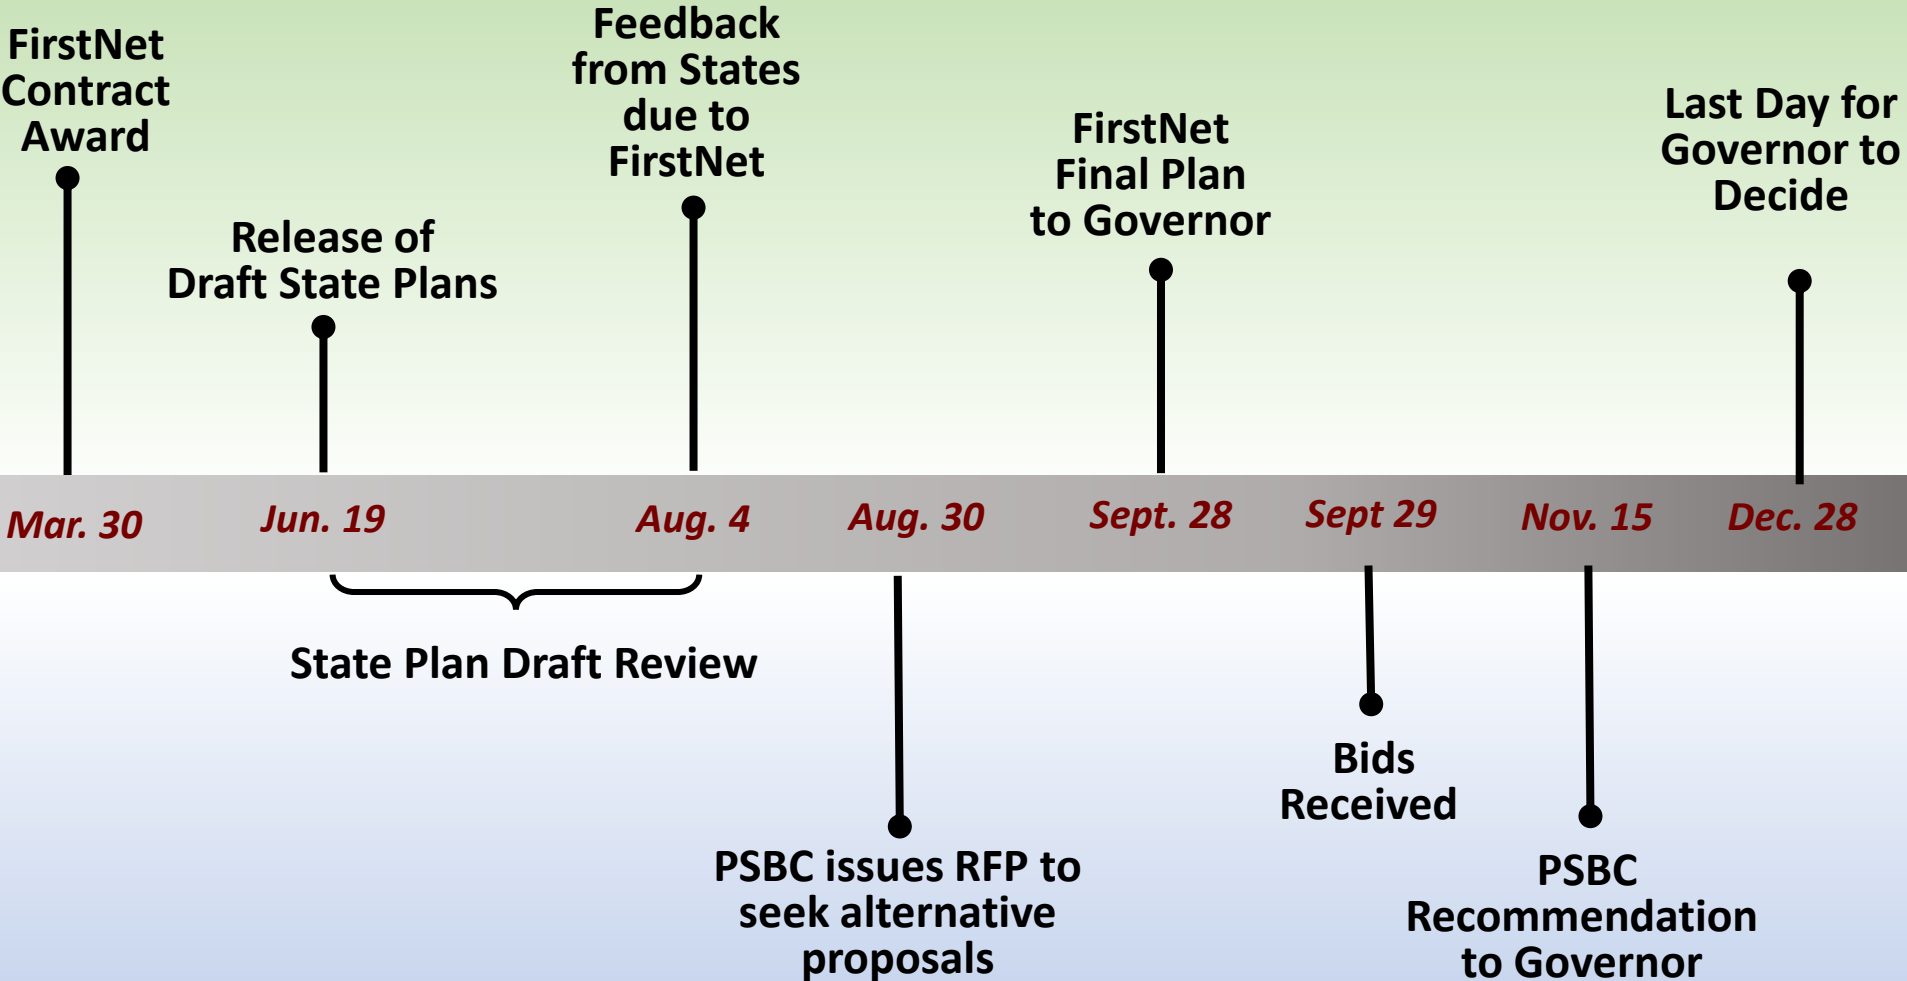 FirstNet
Contract
Award
Release of
Draft State Plans
Feedback
from States
due to
FirstNet
FirstNet
Final Plan
to Governor
Last Day for
Governor to
Decide
Mar. 30
Jun. 19
Aug. 4
Aug. 30
Sept. 28
Sept 29
Nov. 15
Dec. 28
State Plan Draft Review
PSBC issues RFP to
seek alternative
proposals
Bids
Received
PSBC
Recommendation
to Governor